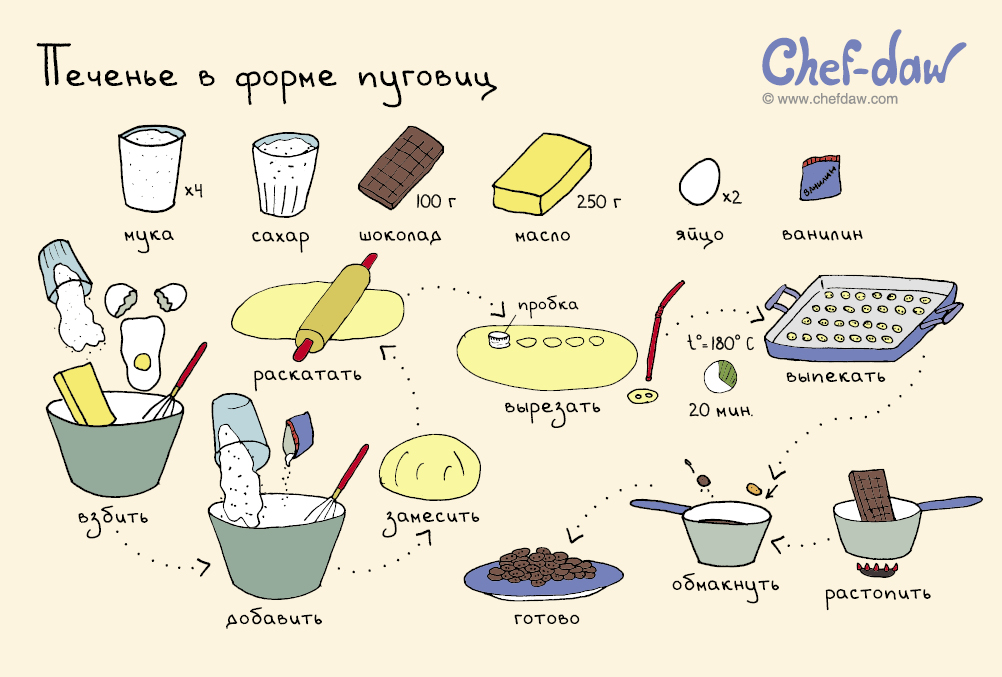 Печенье в форме пуговиц
Chef-daw
© www.chefdaw.com
x4
100 г
250 г
x2
ванилин
мука
сахар
шоколад
масло
яйцо
ванилин
пробка
t°=180° C
20 мин.
раскатать
вырезать
выпекать
взбить
замесить
добавить
готово
обмакнуть
растопить